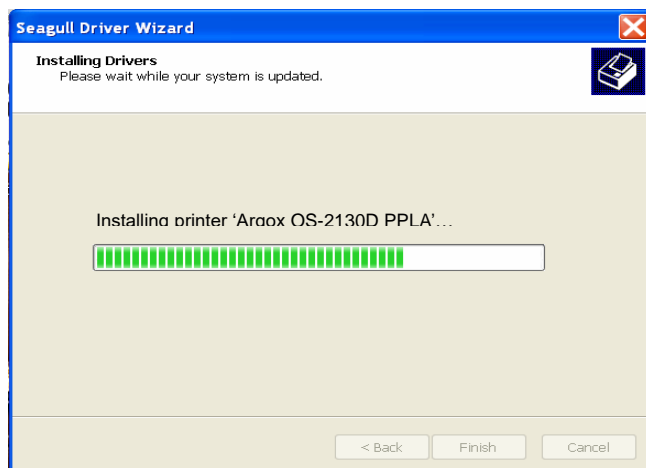 Seagull Driver Wizard
Installing Drivers
Please wait while your system is updated.
Installing printer ‘Argox OS-2130D PPLA’…
< Back
Finish
Cancel